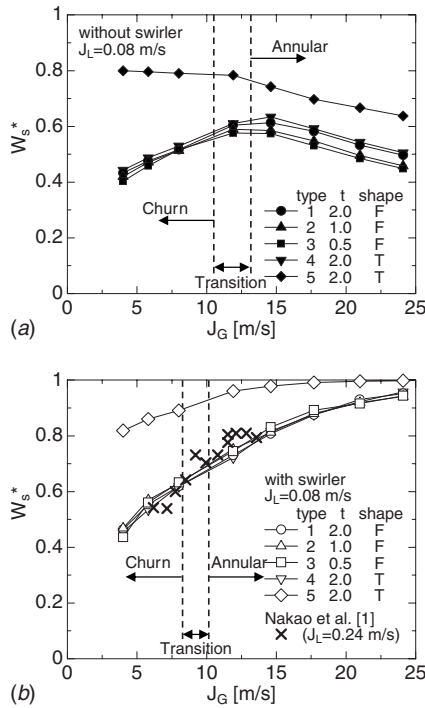 without swirler
J_L=0.08 m/s
Annular
Churn
Transition
type t shape
1 2.0 F
2 1.0 F
3 0.5 F
4 2.0 T
5 2.0 T
W_s*
1
0.8
0.6
0.4
0.2
0
0 5 10 15 20 25
(a) J_G [m/s]
with swirler
J_L=0.08 m/s
type t shape
1 2.0 F
2 1.0 F
3 0.5 F
4 2.0 T
5 2.0 T
Nakao et al. [1]
(J_L=0.24 m/s)
Churn
Annular
Transition
W_s*
1
0.8
0.6
0.4
0.2
0
0 5 10 15 20 25
(b) J_G [m/s]